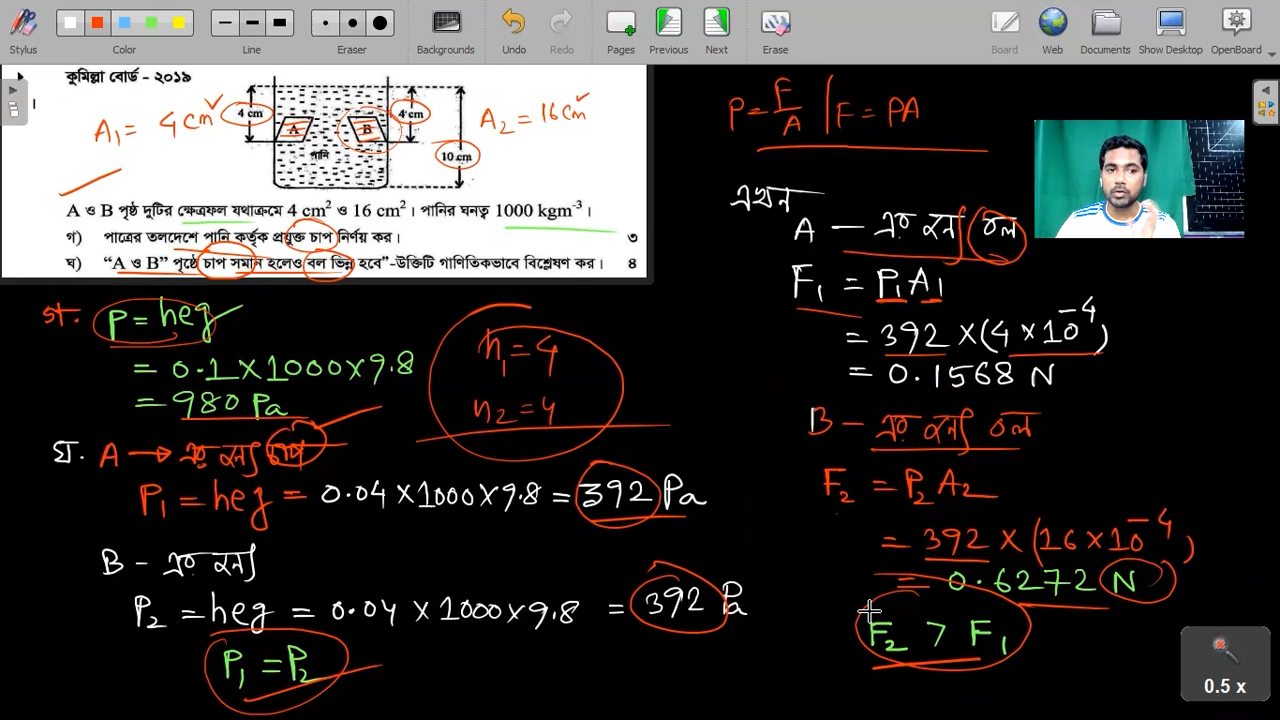 Stylus Color Line Eraser Backgrounds Undo Redo Pages Previous Next Erase Board Web Documents Show Desktop OpenBoard
কুমিল্লা বোর্ড - ২০১৯
A₁ = 4cm² 4 cm A B 4 cm A₂ = 16cm²
পানি 10 cm
A ও B পৃষ্ঠ দুটির ক্ষেত্রফল যথাক্রমে 4 cm² ও 16 cm²। পানির ঘনত্ব 1000 kgm⁻³।
গ) পাত্রের তলদেশে পানি কর্তৃক প্রযুক্ত চাপ নির্ণয় কর। ৩
ঘ) “A ও B” পৃষ্ঠে চাপ সমান হলেও বল ভিন্ন হবে”-উক্তিটি গাণিতিকভাবে বিশ্লেষণ কর। ৪
গ. P = hρg
= 0.1×1000×9.8
= 980 Pa
h₁ = 4
h₂ = 4
ঘ. A → এর জন্য চাপ
P₁ = hρg = 0.04×1000×9.8 = 392 Pa
B - এর জন্য
P₂ = hρg = 0.04×1000×9.8 = 392 Pa
P₁ = P₂
P = F/A | F = PA
এখন
A - এর জন্য বল
F₁ = P₁A₁
= 392×(4×10⁻⁴)
= 0.1568 N
B - এর জন্য বল
F₂ = P₂A₂
= 392×(16×10⁻⁴)
= 0.6272 N
F₂ > F₁
0.5 x